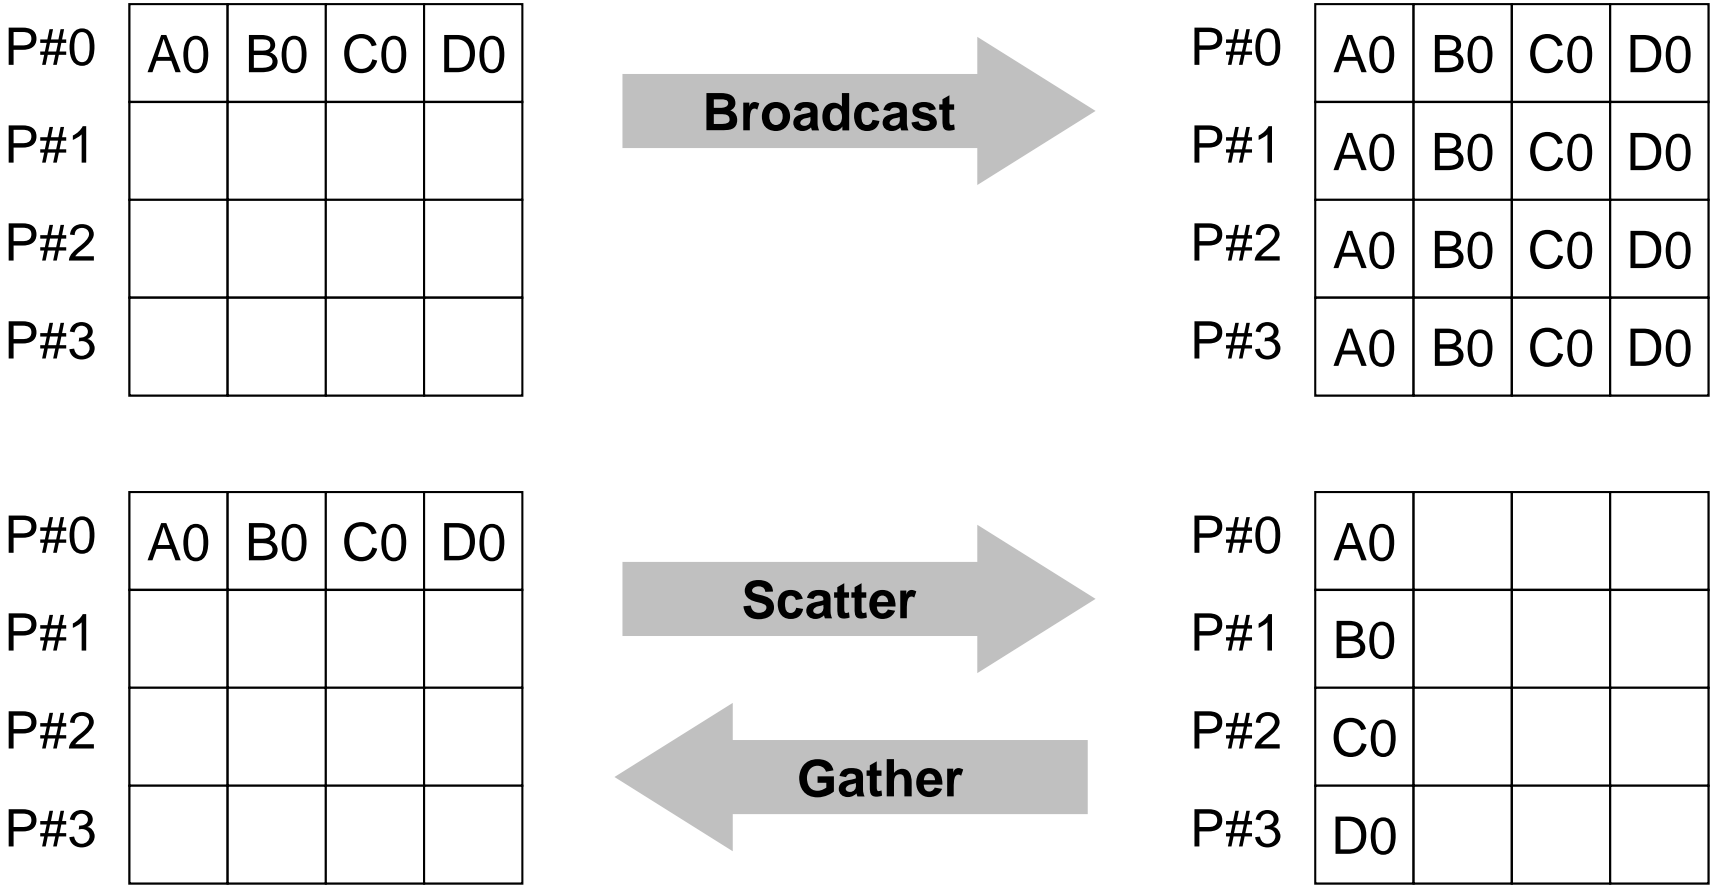 P#0 A0 B0 C0 D0
P#1
P#2
P#3
Broadcast
P#0 A0 B0 C0 D0
P#1 A0 B0 C0 D0
P#2 A0 B0 C0 D0
P#3 A0 B0 C0 D0
P#0 A0 B0 C0 D0
P#1
P#2
P#3
Scatter
Gather
P#0 A0
P#1 B0
P#2 C0
P#3 D0